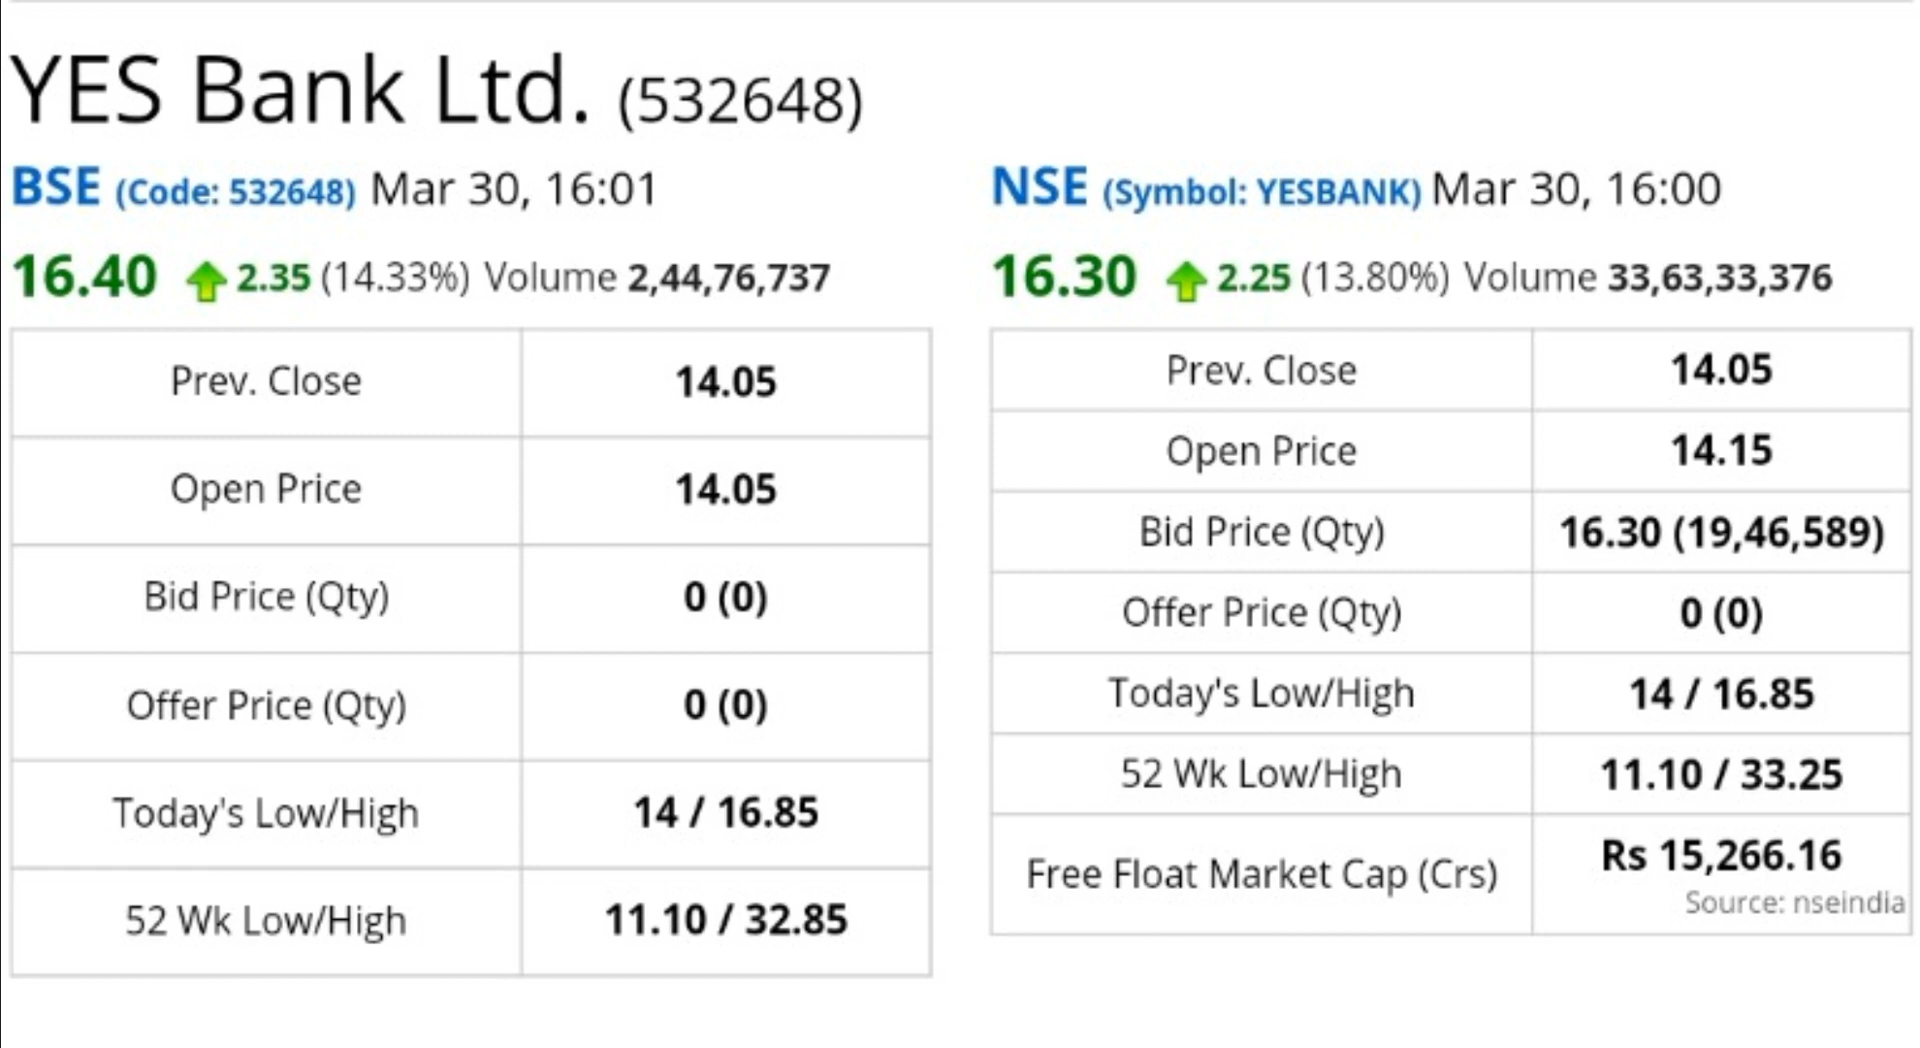 YES Bank Ltd. (532648)
BSE (Code: 532648) Mar 30, 16:01
16.40 2.35 (14.33%) Volume 2,44,76,737
Prev. Close 14.05
Open Price 14.05
Bid Price (Qty) 0 (0)
Offer Price (Qty) 0 (0)
Today's Low/High 14 / 16.85
52 Wk Low/High 11.10 / 32.85
NSE (Symbol: YESBANK) Mar 30, 16:00
16.30 2.25 (13.80%) Volume 33,63,33,376
Prev. Close 14.05
Open Price 14.15
Bid Price (Qty) 16.30 (19,46,589)
Offer Price (Qty) 0 (0)
Today's Low/High 14 / 16.85
52 Wk Low/High 11.10 / 33.25
Free Float Market Cap (Crs) Rs 15,266.16
Source: nseindia